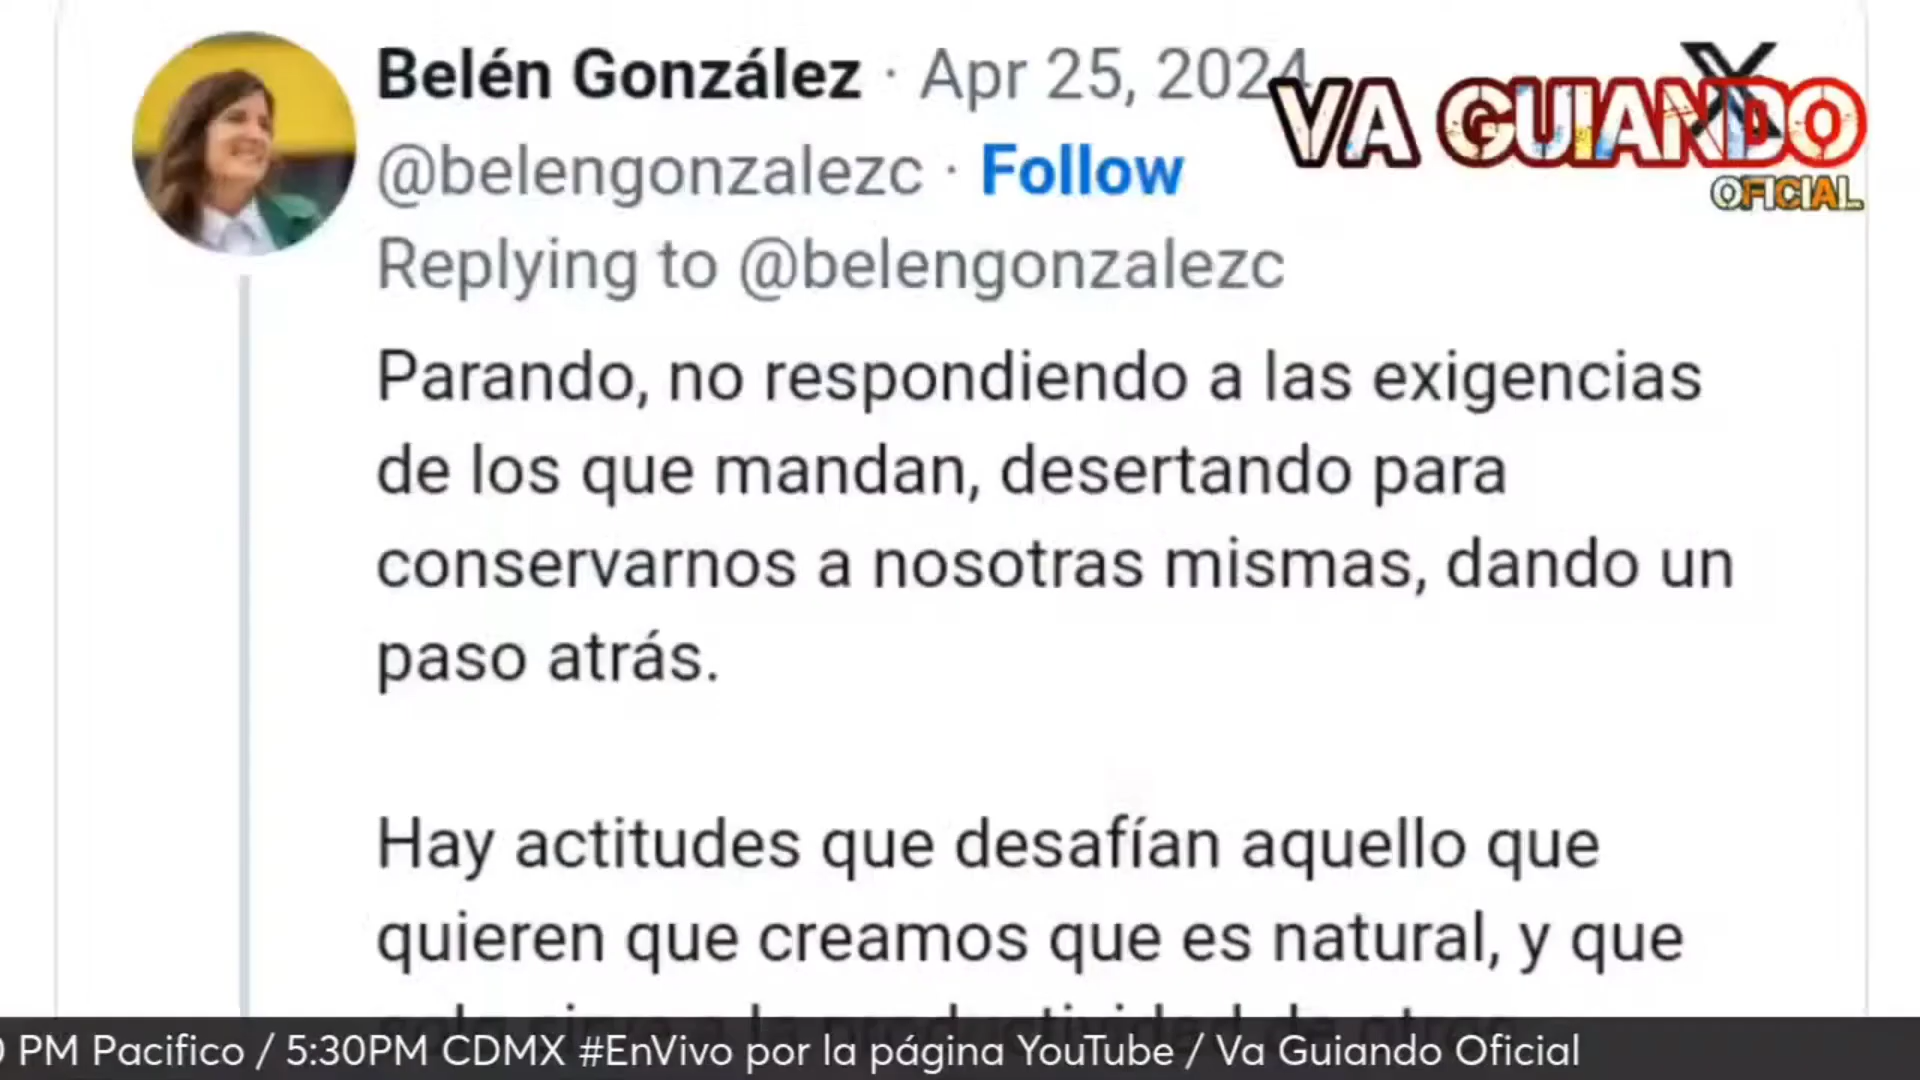 Belén González · Apr 25, 2024
VA GUIANDO
OFICIAL
@belengonzalezc · Follow
Replying to @belengonzalezc
Parando, no respondiendo a las exigencias
de los que mandan, desertando para
conservarnos a nosotras mismas, dando un
paso atrás.
Hay actitudes que desafían aquello que
quieren que creamos que es natural, y que
PM Pacifico / 5:30PM CDMX #EnVivo por la página YouTube / Va Guiando Oficial